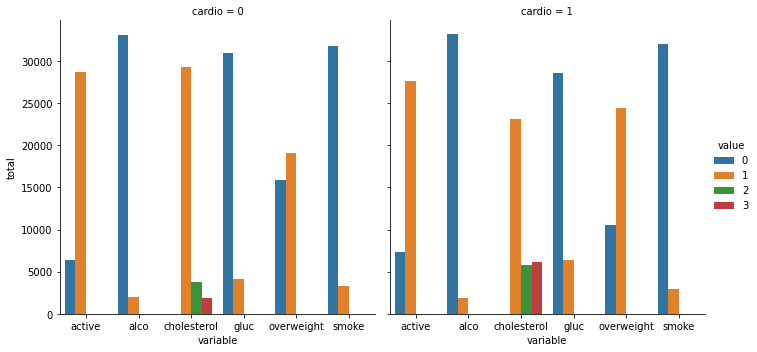 cardio = 0
cardio = 1
30000
25000
20000
15000
10000
5000
0
total
active alco cholesterol gluc overweight smoke
variable
active alco cholesterol gluc overweight smoke
variable
value
0
1
2
3